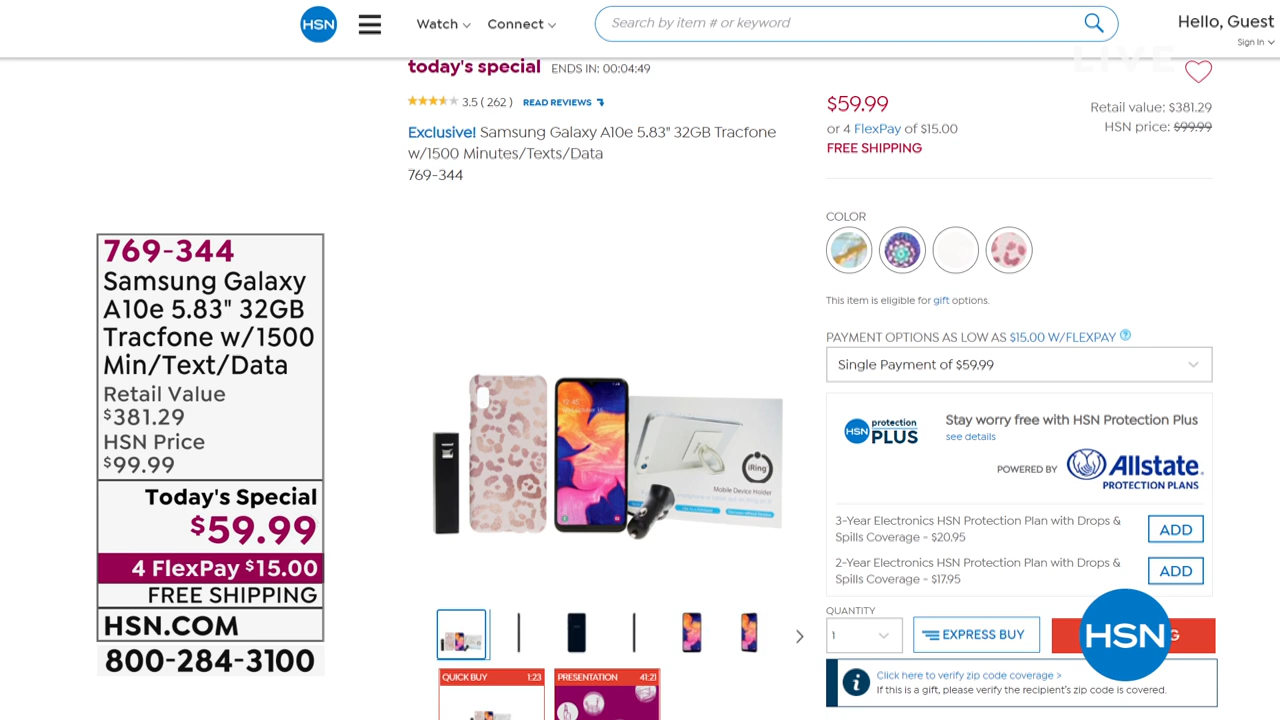 HSN
Watch
Connect
Search by item # or keyword
Hello, Guest
Sign In
LIVE
today's special ENDS IN: 00:04:49
3.5 ( 262 ) READ REVIEWS
Exclusive! Samsung Galaxy A10e 5.83" 32GB Tracfone
w/1500 Minutes/Texts/Data
769-344
$59.99
or 4 FlexPay of $15.00
FREE SHIPPING
Retail value: $381.29
HSN price: $99.99
COLOR
This item is eligible for gift options.
PAYMENT OPTIONS AS LOW AS $15.00 W/FLEXPAY ?
Single Payment of $59.99
HSN protection
PLUS
Stay worry free with HSN Protection Plus
see details
POWERED BY
Allstate.
PROTECTION PLANS
3-Year Electronics HSN Protection Plan with Drops &
Spills Coverage - $20.95
ADD
2-Year Electronics HSN Protection Plan with Drops &
Spills Coverage - $17.95
ADD
QUANTITY
1
EXPRESS BUY
G
HSN
Click here to verify zip code coverage >
If this is a gift, please verify the recipient's zip code is covered.
769-344
Samsung Galaxy
A10e 5.83" 32GB
Tracfone w/1500
Min/Text/Data
Retail Value
$381.29
HSN Price
$99.99
Today's Special
$59.99
4 FlexPay $15.00
FREE SHIPPING
HSN.COM
800-284-3100
iRing
Mobile Device Holder
QUICK BUY 1:23
PRESENTATION 41:21